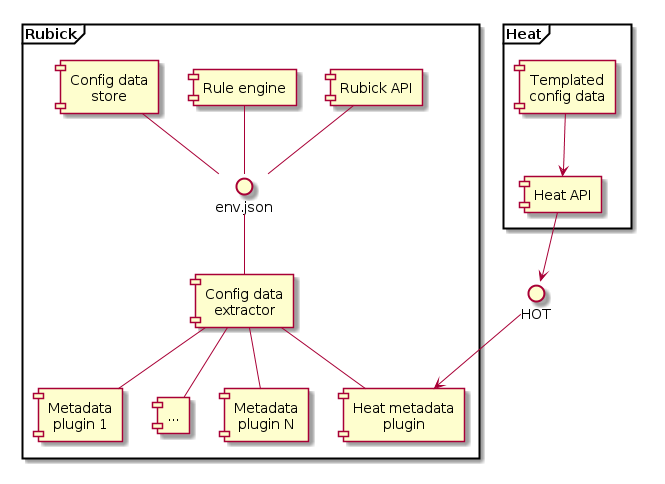 Rubick
Heat
Config data
store
Rule engine
Rubick API
Templated
config data
env.json
Heat API
Config data
extractor
HOT
Metadata
plugin 1
...
Metadata
plugin N
Heat metadata
plugin